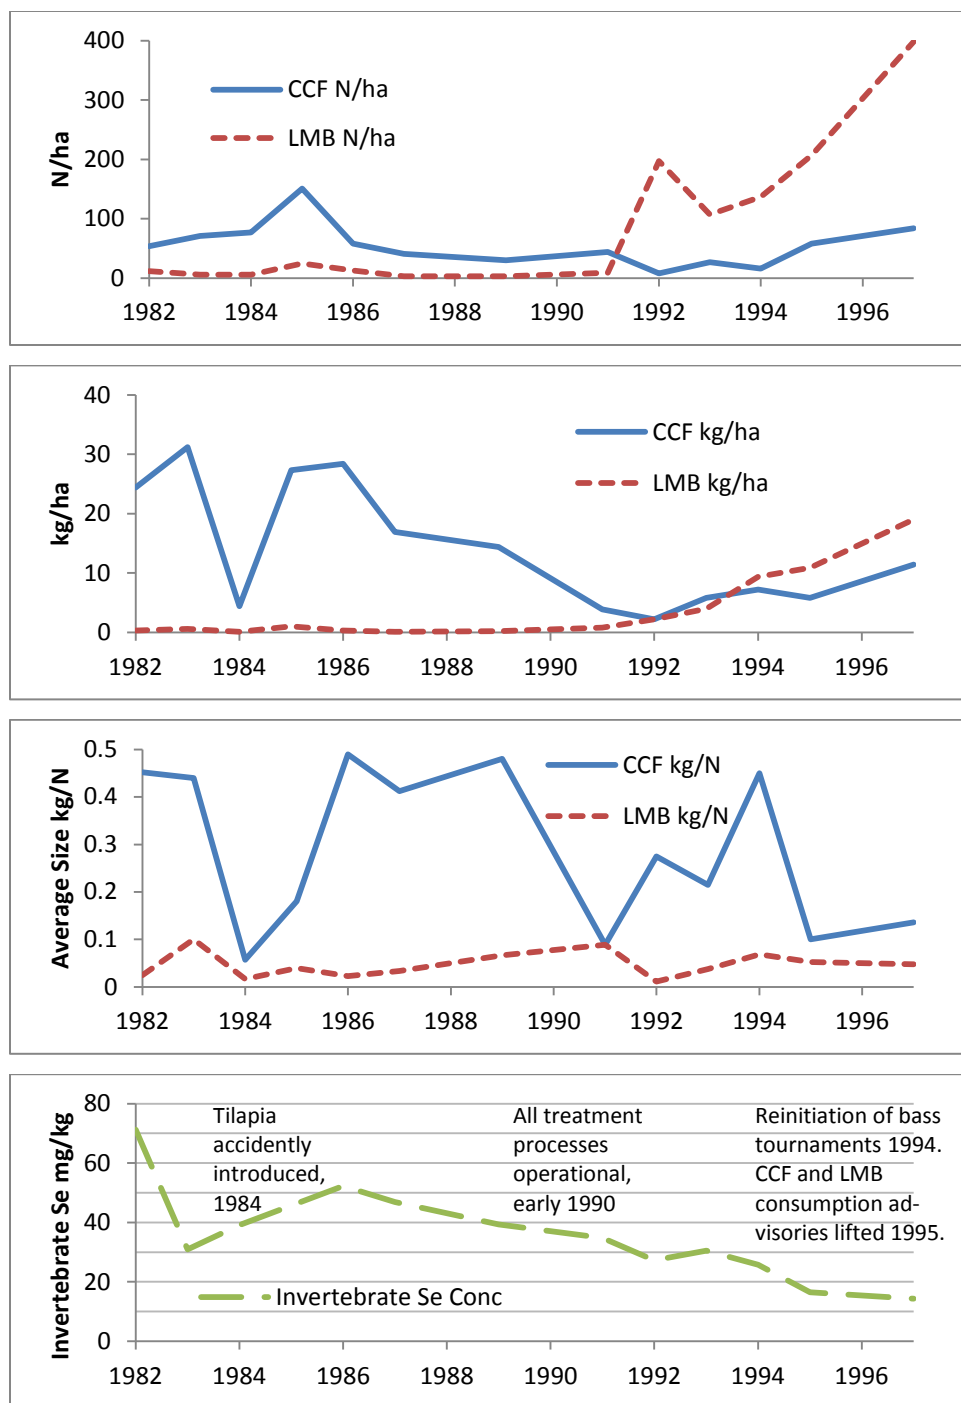 400
300
200
100
0
N/ha
CCF N/ha
LMB N/ha
1982 1984 1986 1988 1990 1992 1994 1996
40
30
20
10
0
kg/ha
CCF kg/ha
LMB kg/ha
1982 1984 1986 1988 1990 1992 1994 1996
0.5
0.4
0.3
0.2
0.1
0
Average Size kg/N
CCF kg/N
LMB kg/N
1982 1984 1986 1988 1990 1992 1994 1996
80
60
40
20
0
Invertebrate Se mg/kg
Tilapia
accidently
introduced,
1984
All treatment
processes
operational,
early 1990
Reinitiation of bass
tournaments 1994.
CCF and LMB
consumption ad-
visories lifted 1995.
Invertebrate Se Conc
1982 1984 1986 1988 1990 1992 1994 1996